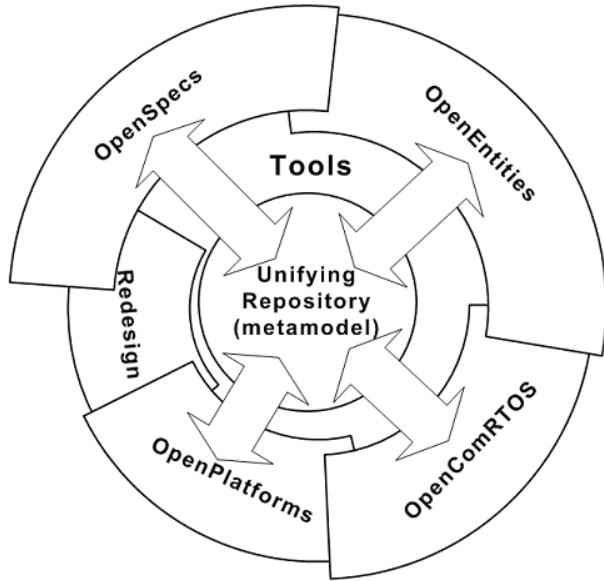 OpenSpecs
OpenEntities
Tools
Unifying
Repository
(metamodel)
Redesign
OpenPlatforms
OpenComRTOS